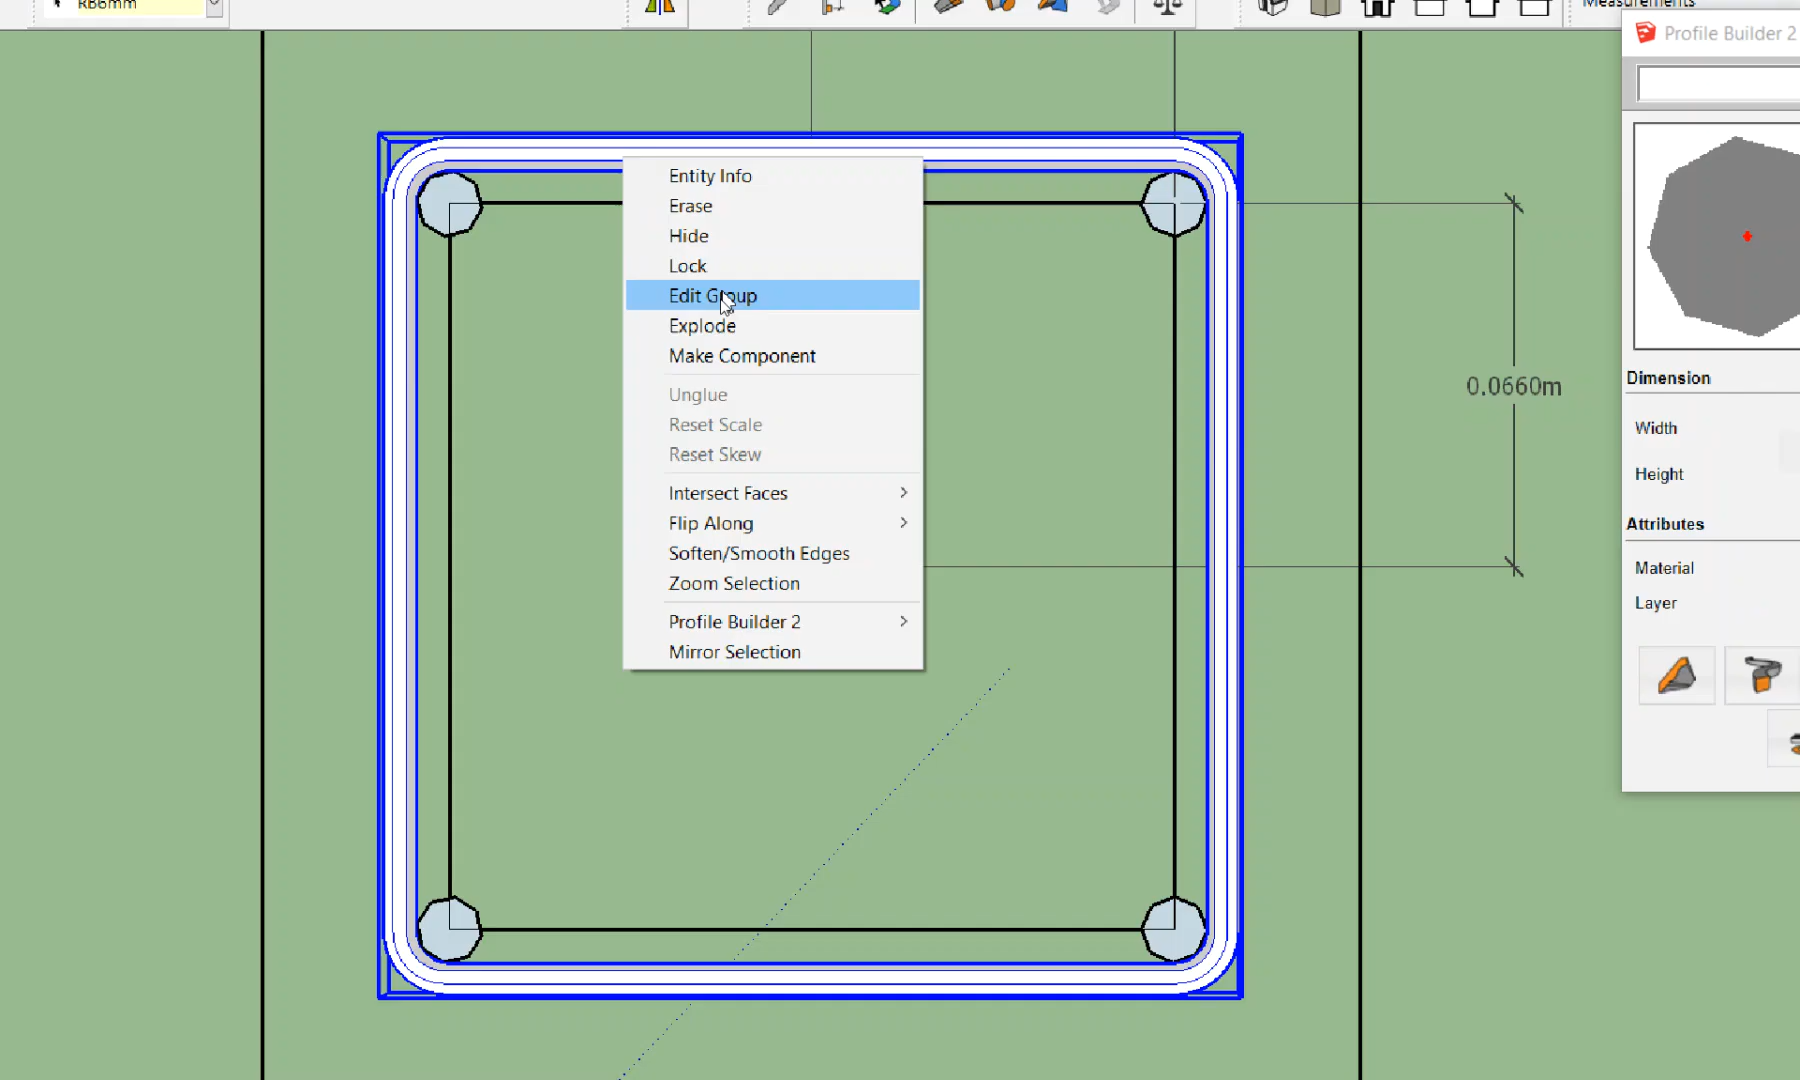 RB6mm
Measurements
Profile Builder 2
Entity Info
Erase
Hide
Lock
Edit Group
Explode
Make Component
Unglue
Reset Scale
Reset Skew
Intersect Faces
Flip Along
Soften/Smooth Edges
Zoom Selection
Profile Builder 2
Mirror Selection
0.0660m
Dimension
Width
Height
Attributes
Material
Layer